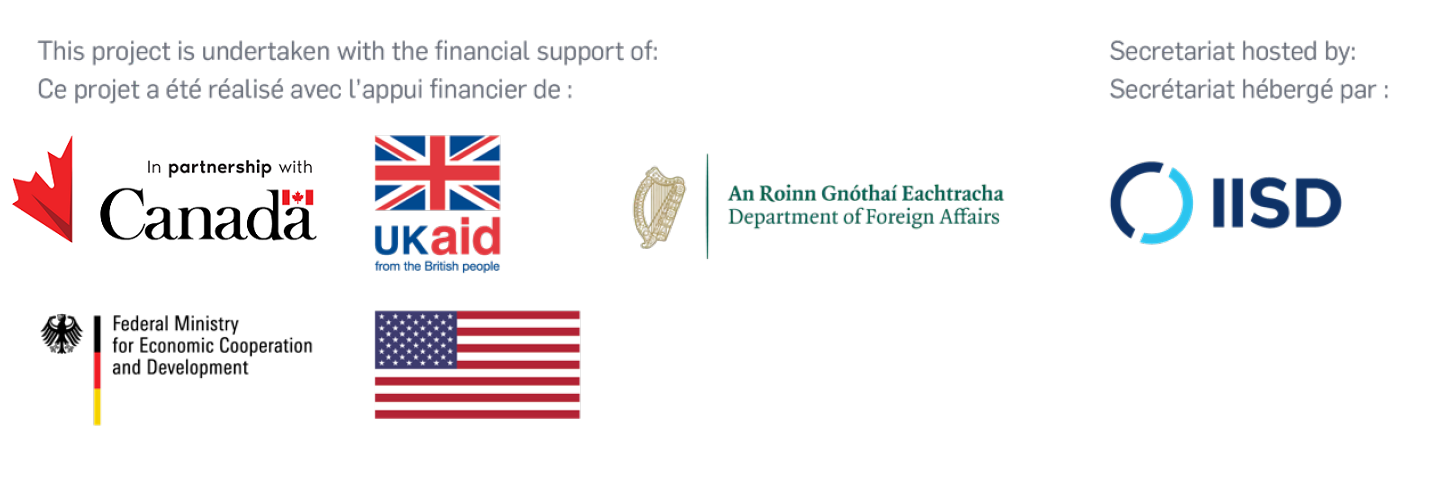 This project is undertaken with the financial support of:
Ce projet a été réalisé avec l'appui financier de :
Secretariat hosted by:
Secrétariat hébergé par :
In partnership with
Canada
UKaid
from the British people
An Roinn Gnóthaí Eachtracha
Department of Foreign Affairs
IISD
Federal Ministry
for Economic Cooperation
and Development